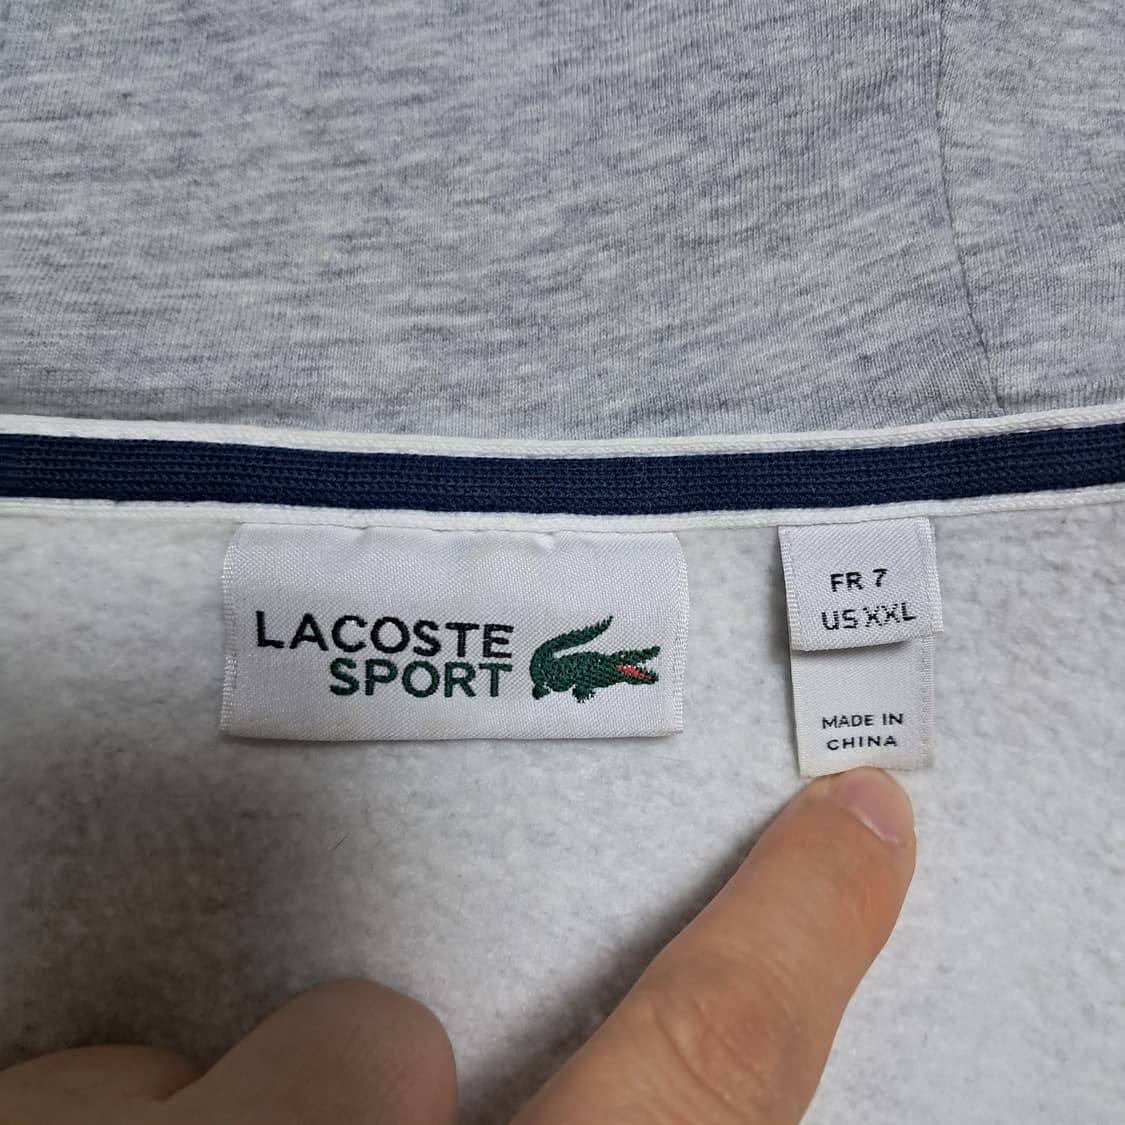 LACOSTE
SPORT
FR 7
US XXL
MADE IN
CHINA